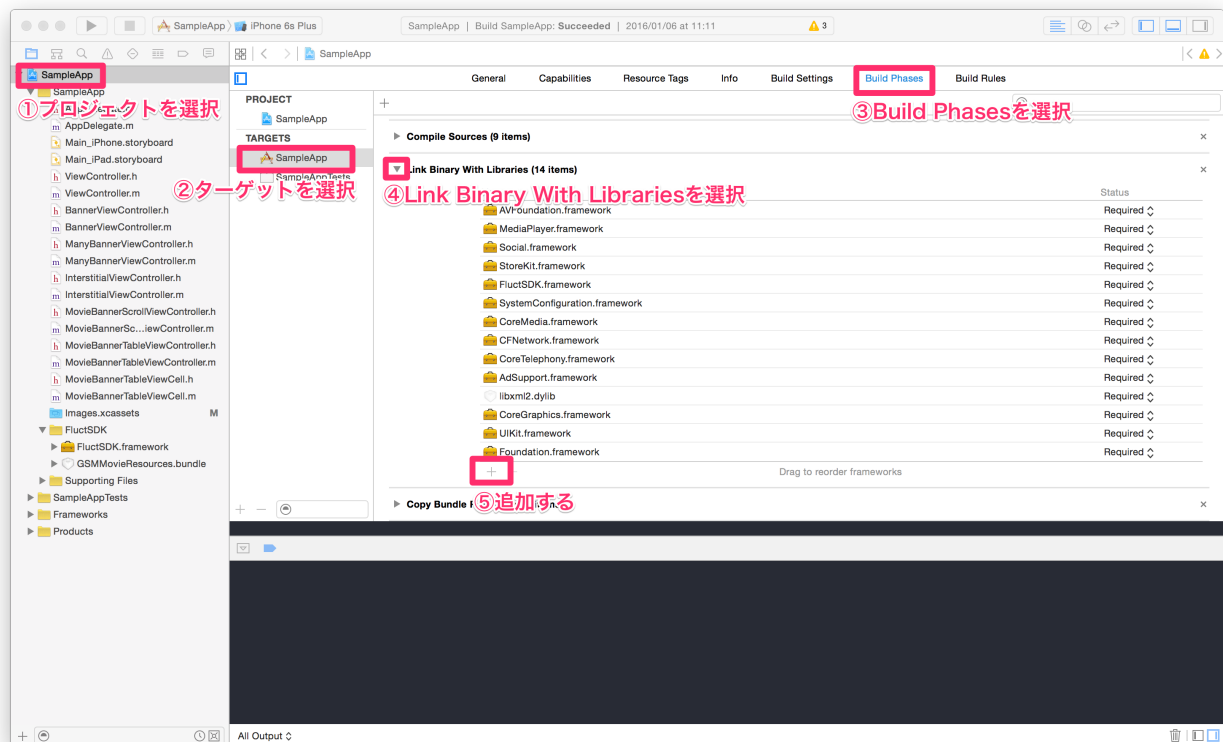 SampleApp
iPhone 6s Plus
SampleApp | Build SampleApp: Succeeded | 2016/01/06 at 11:11
3
SampleApp
SampleApp
SampleApp
①プロジェクトを選択
AppDelegate.m
Main_iPhone.storyboard
Main_iPad.storyboard
h ViewController.h
m ViewController.m
h BannerViewController.h
m BannerViewController.m
h ManyBannerViewController.h
m ManyBannerViewController.m
h InterstitialViewController.h
m InterstitialViewController.m
h MovieBannerScrollViewController.h
m MovieBannerSc...iewController.m
h MovieBannerTableViewController.h
m MovieBannerTableViewController.m
h MovieBannerTableViewCell.h
m MovieBannerTableViewCell.m
Images.xcassets M
FluctSDK
FluctSDK.framework
GSMMovieResources.bundle
Supporting Files
SampleAppTests
Frameworks
Products
General Capabilities Resource Tags Info Build Settings Build Phases Build Rules
③Build Phasesを選択
PROJECT
SampleApp
TARGETS
SampleApp
SampleAppTests
②ターゲットを選択
Compile Sources (9 items)
Link Binary With Libraries (14 items)
④Link Binary With Librariesを選択
Status
AVFoundation.framework Required
MediaPlayer.framework Required
Social.framework Required
StoreKit.framework Required
FluctSDK.framework Required
SystemConfiguration.framework Required
CoreMedia.framework Required
CFNetwork.framework Required
CoreTelephony.framework Required
AdSupport.framework Required
libxml2.dylib Required
CoreGraphics.framework Required
UIKit.framework Required
Foundation.framework Required
Drag to reorder frameworks
⑤追加する
Copy Bundle
All Output